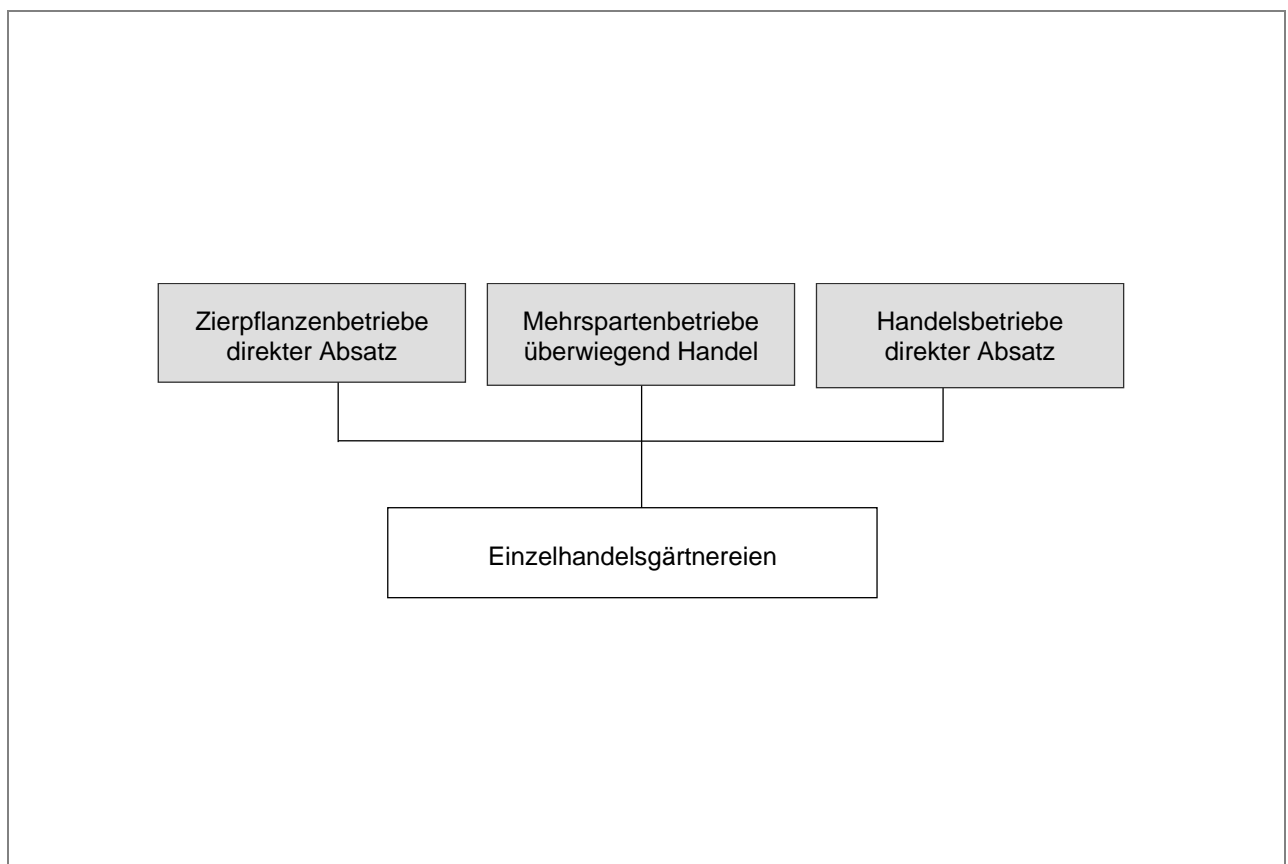 Zierpflanzenbetriebe
direkter Absatz
Mehrspartenbetriebe
überwiegend Handel
Handelsbetriebe
direkter Absatz
Einzelhandelsgärtnereien